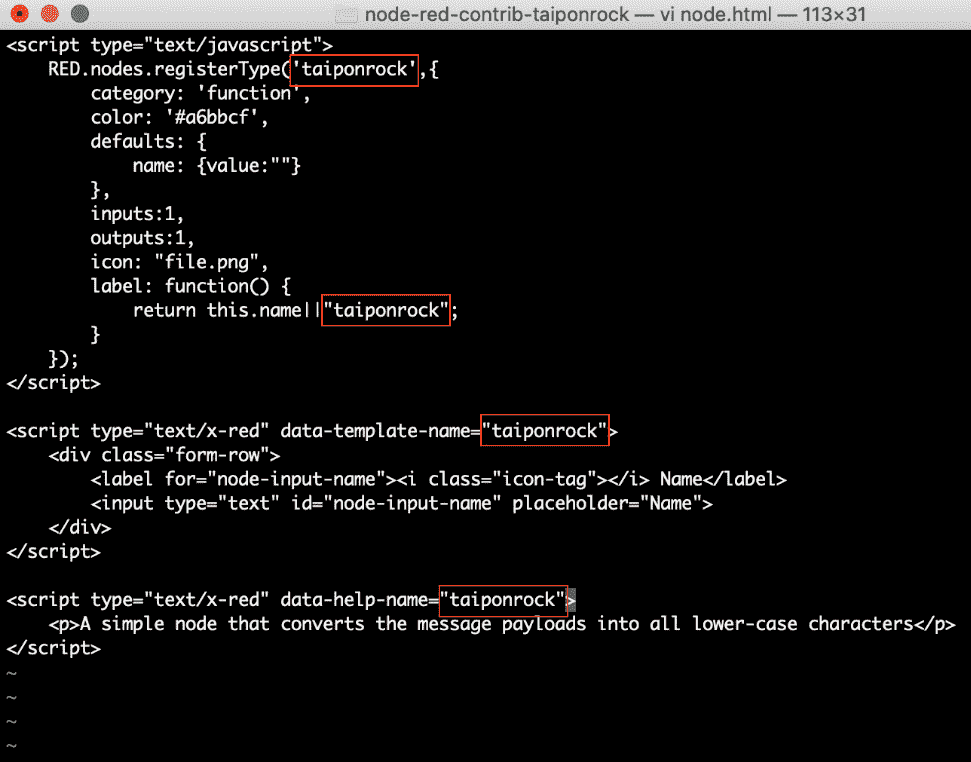 node-red-contrib-taiponrock — vi node.html — 113×31
<script type="text/javascript">
    RED.nodes.registerType('taiponrock',{
        category: 'function',
        color: '#a6bbcf',
        defaults: {
            name: {value:""}
        },
        inputs:1,
        outputs:1,
        icon: "file.png",
        label: function() {
            return this.name||"taiponrock";
        }
    });
</script>

<script type="text/x-red" data-template-name="taiponrock">
    <div class="form-row">
        <label for="node-input-name"><i class="icon-tag"></i> Name</label>
        <input type="text" id="node-input-name" placeholder="Name">
    </div>
</script>

<script type="text/x-red" data-help-name="taiponrock">
    <p>A simple node that converts the message payloads into all lower-case characters</p>
</script>
~
~
~
~